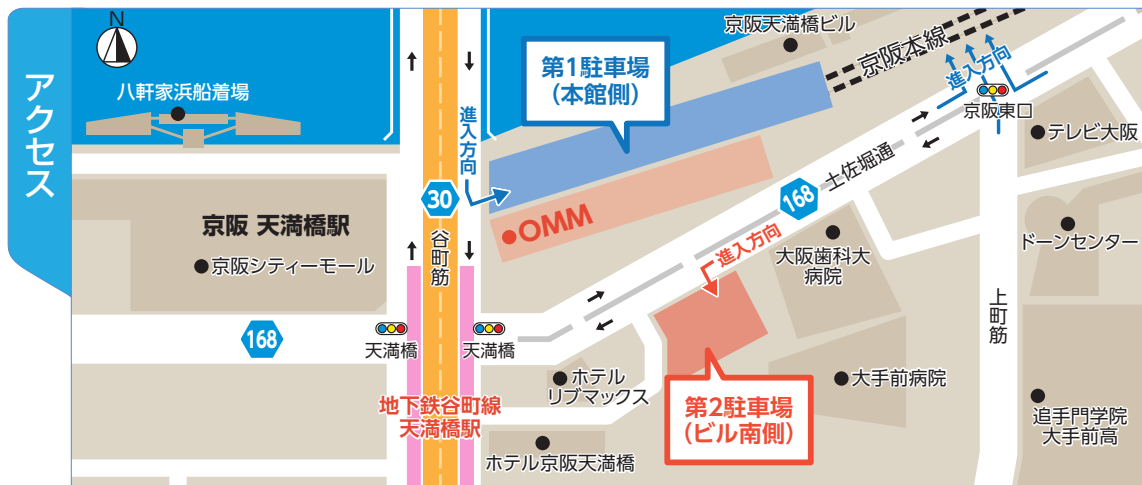 アクセス
N
八軒家浜船着場
京阪天満橋ビル
第1駐車場
（本館側）
京阪本線
進入方向
京阪東口
テレビ大阪
進入方向
30
谷町筋
OMM
168
土佐堀通
京阪 天満橋駅
京阪シティーモール
進入方向
大阪歯科大
病院
ドーンセンター
上町筋
168
天満橋
天満橋
ホテル
リブマックス
大手前病院
地下鉄谷町線
天満橋駅
第2駐車場
（ビル南側）
追手門学院
大手前高
ホテル京阪天満橋